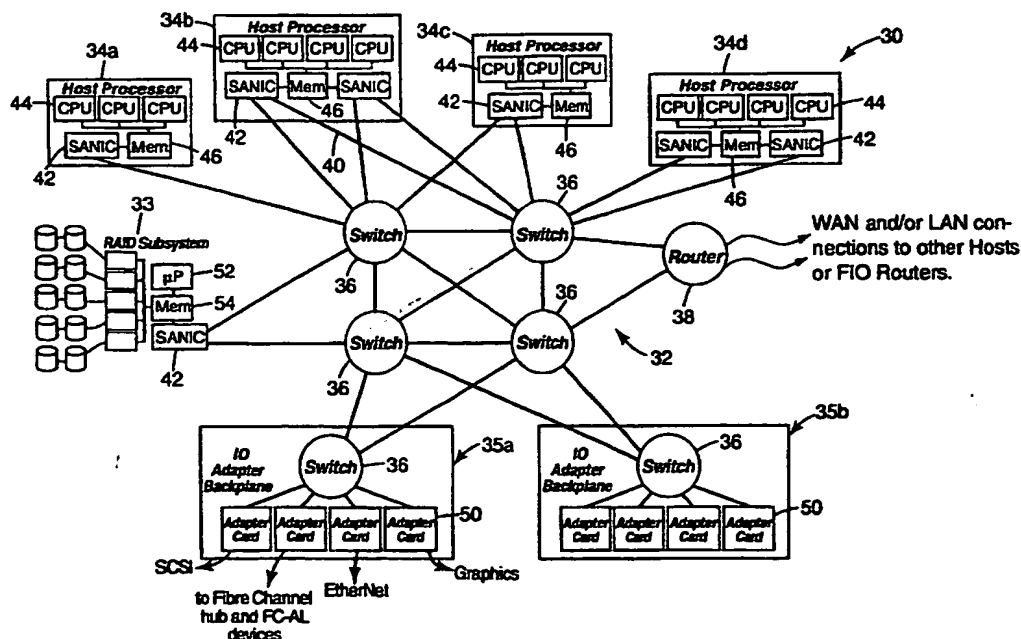 34a
Host Processor
44
CPU CPU CPU
SANIC Mem
42
46
34b
Host Processor
44
CPU CPU CPU CPU
SANIC Mem SANIC
42
46
40
34c
Host Processor
44
CPU CPU CPU
42
SANIC Mem
46
34d
Host Processor
CPU CPU CPU CPU
44
SANIC Mem SANIC
42
46
30
33
RAID Subsystem
µP
52
Mem
54
SANIC
42
Switch
36
36
Switch
Switch
36
36
Switch
Router
38
WAN and/or LAN con-
nections to other Hosts
or FIO Routers.
32
35a
IO
Adapter
Backplane
Switch
36
Adapter
Card
Adapter
Card
Adapter
Card
Adapter
Card
50
SCSI
to Fibre Channel
hub and FC-AL
devices
EtherNet
Graphics
35b
IO
Adapter
Backplane
Switch
36
Adapter
Card
Adapter
Card
Adapter
Card
Adapter
Card
50